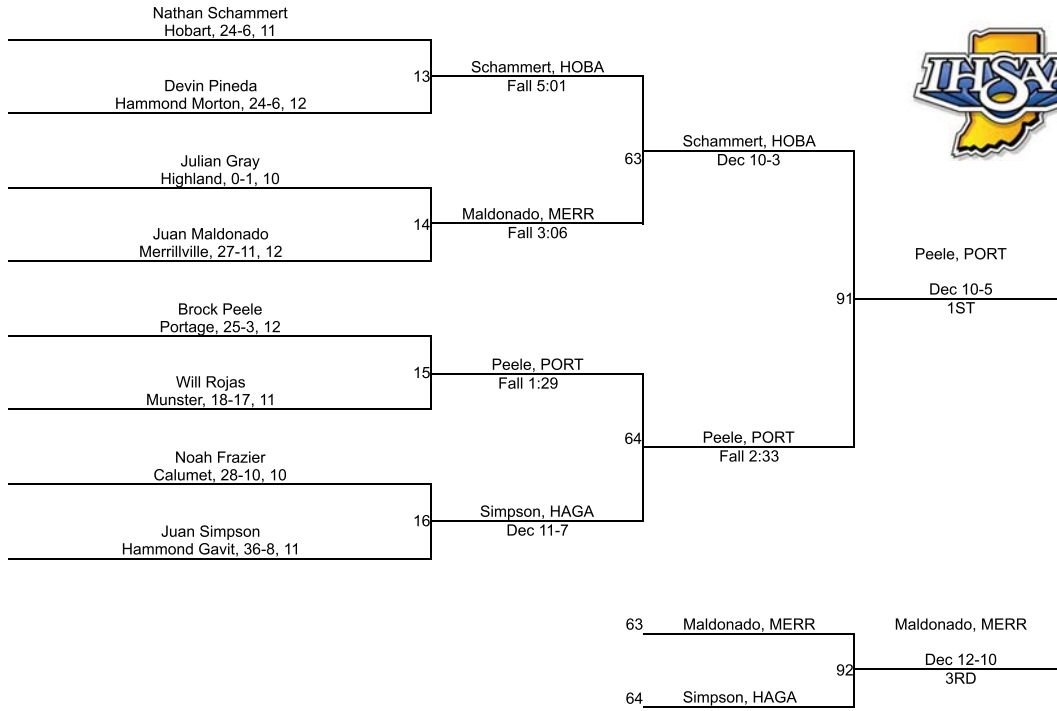 Nathan Schammert
Hobart, 24-6, 11
13
Schammert, HOBA
Fall 5:01
Devin Pineda
Hammond Morton, 24-6, 12
63
Schammert, HOBA
Dec 10-3
Julian Gray
Highland, 0-1, 10
14
Maldonado, MERR
Fall 3:06
Juan Maldonado
Merrillville, 27-11, 12
91
Peele, PORT
Dec 10-5
1ST
Brock Peele
Portage, 25-3, 12
15
Peele, PORT
Fall 1:29
Will Rojas
Munster, 18-17, 11
64
Peele, PORT
Fall 2:33
Noah Frazier
Calumet, 28-10, 10
16
Simpson, HAGA
Dec 11-7
Juan Simpson
Hammond Gavit, 36-8, 11
63
Maldonado, MERR
92
Maldonado, MERR
Dec 12-10
3RD
64
Simpson, HAGA
IHSAA